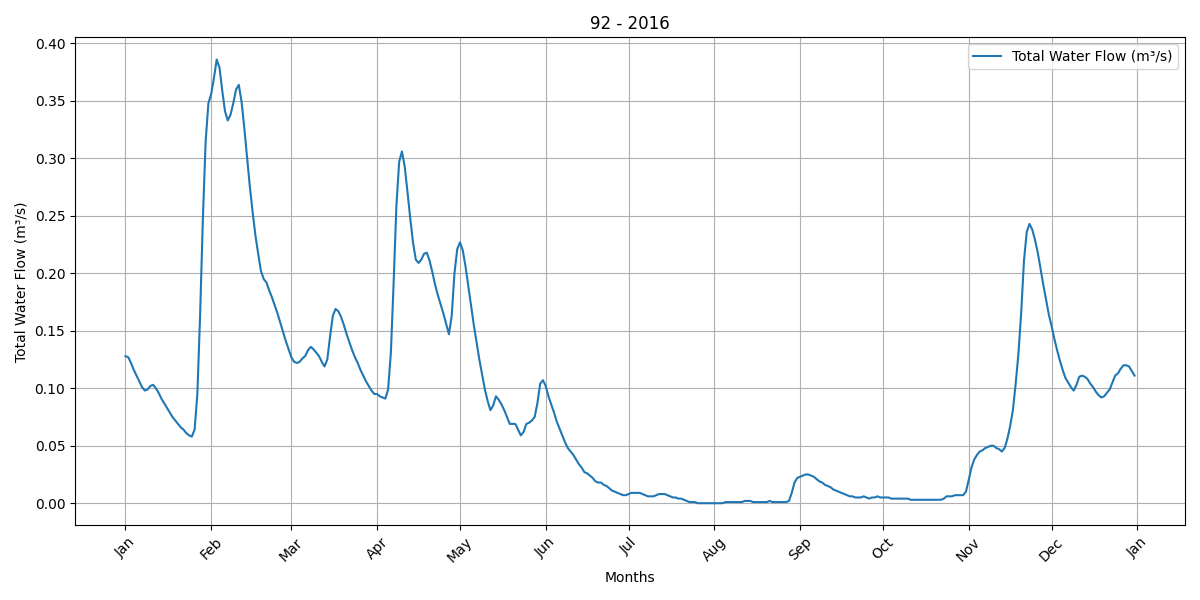 92 - 2016
Total Water Flow (m³/s)
0.40
0.35
0.30
0.25
0.20
0.15
0.10
0.05
0.00
Total Water Flow (m³/s)
Jan
Feb
Mar
Apr
May
Jun
Jul
Aug
Sep
Oct
Nov
Dec
Jan
Months